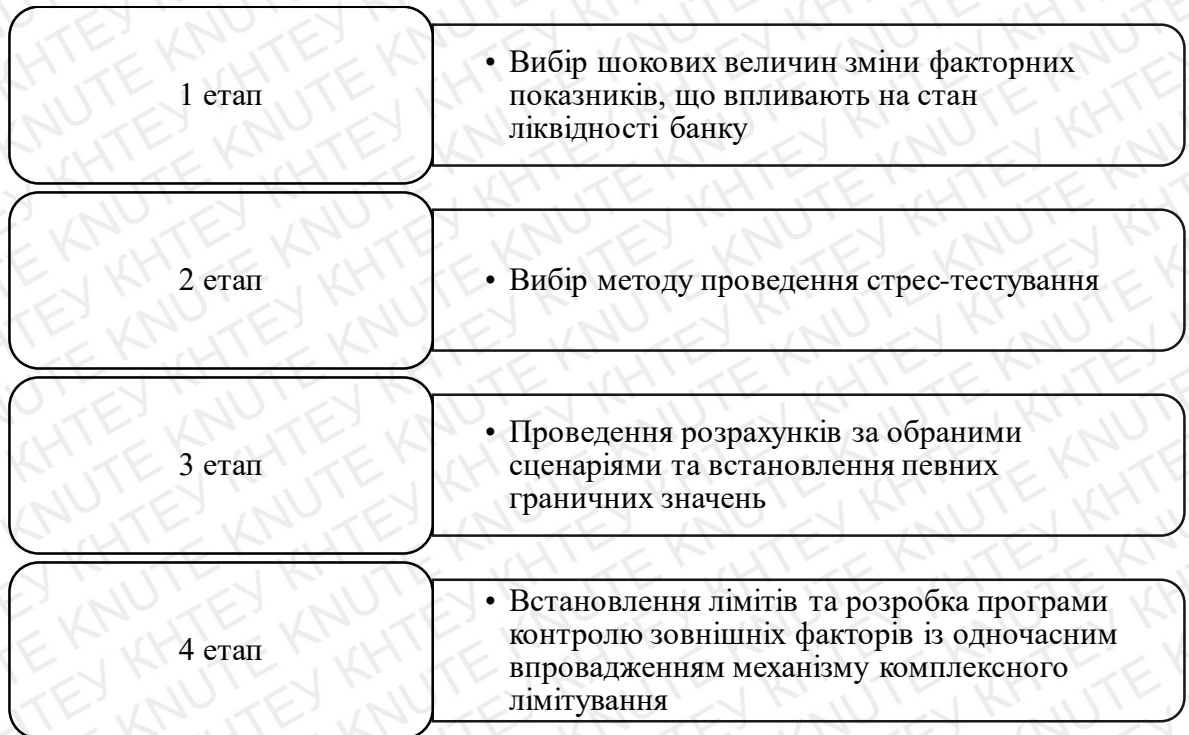 1 етап
• Вибір шокових величин зміни факторних
показників, що впливають на стан
ліквідності банку
2 етап
• Вибір методу проведення стрес-тестування
3 етап
• Проведення розрахунків за обраними
сценаріями та встановлення певних
граничних значень
4 етап
• Встановлення лімітів та розробка програми
контролю зовнішніх факторів із одночасним
впровадженням механізму комплексного
лімітування